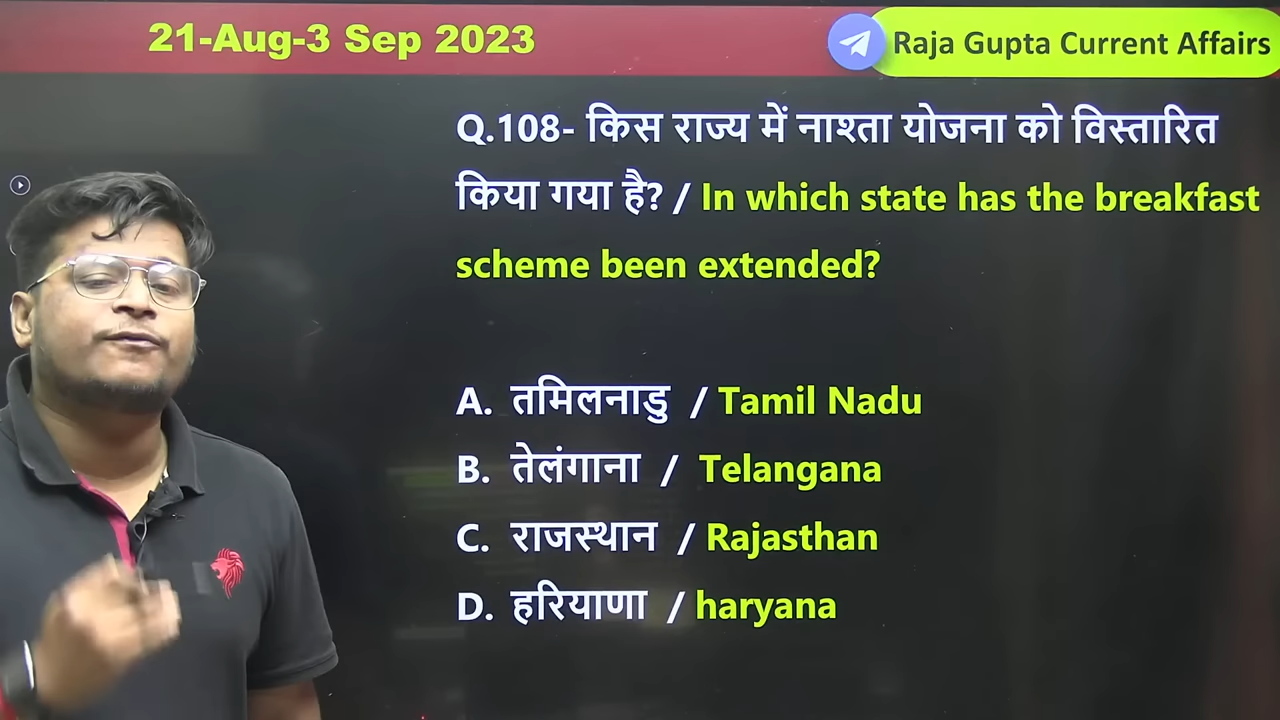 21-Aug-3 Sep 2023
Raja Gupta Current Affairs
Q.108- किस राज्य में नाश्ता योजना को विस्तारित
किया गया है? / In which state has the breakfast
scheme been extended?
A. तमिलनाडु / Tamil Nadu
B. तेलंगाना / Telangana
C. राजस्थान / Rajasthan
D. हरियाणा / haryana